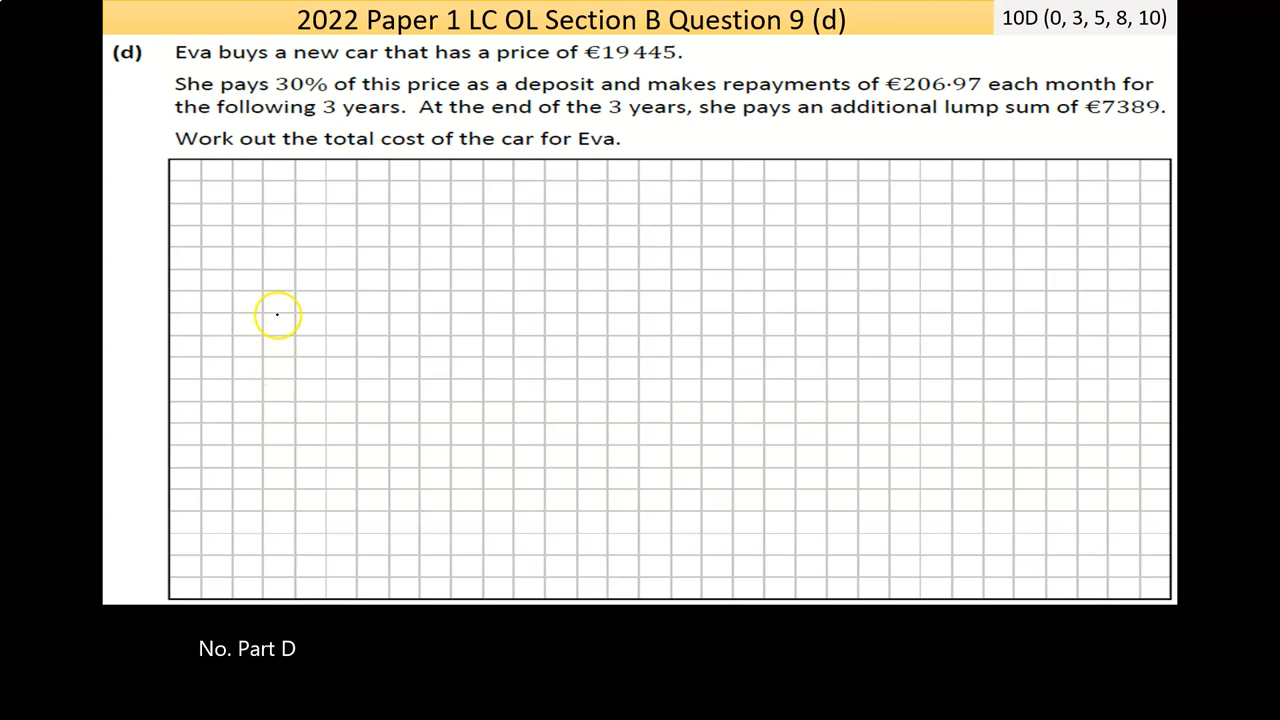 2022 Paper 1 LC OL Section B Question 9 (d)
10D (0, 3, 5, 8, 10)
(d) Eva buys a new car that has a price of €19 445.
She pays 30% of this price as a deposit and makes repayments of €206·97 each month for
the following 3 years. At the end of the 3 years, she pays an additional lump sum of €7389.
Work out the total cost of the car for Eva.
No. Part D